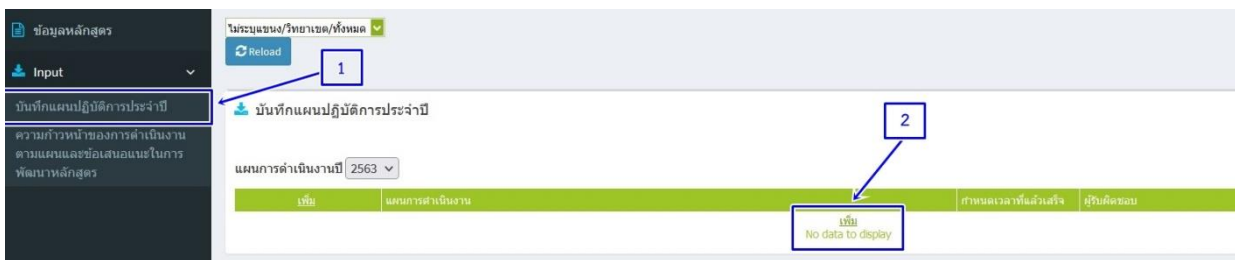 ข้อมูลหลักสูตร
Input
บันทึกแผนปฏิบัติการประจำปี
ความก้าวหน้าของการดำเนินงาน
ตามแผนและข้อเสนอแนะในการ
พัฒนาหลักสูตร
ไม่ระบุแขนง/วิทยาเขต/ทั้งหมด
Reload
1
บันทึกแผนปฏิบัติการประจำปี
2
แผนการดำเนินงานปี 2563
เพิ่ม แผนการดำเนินงาน กำหนดเวลาที่แล้วเสร็จ ผู้รับผิดชอบ
เพิ่ม
No data to display